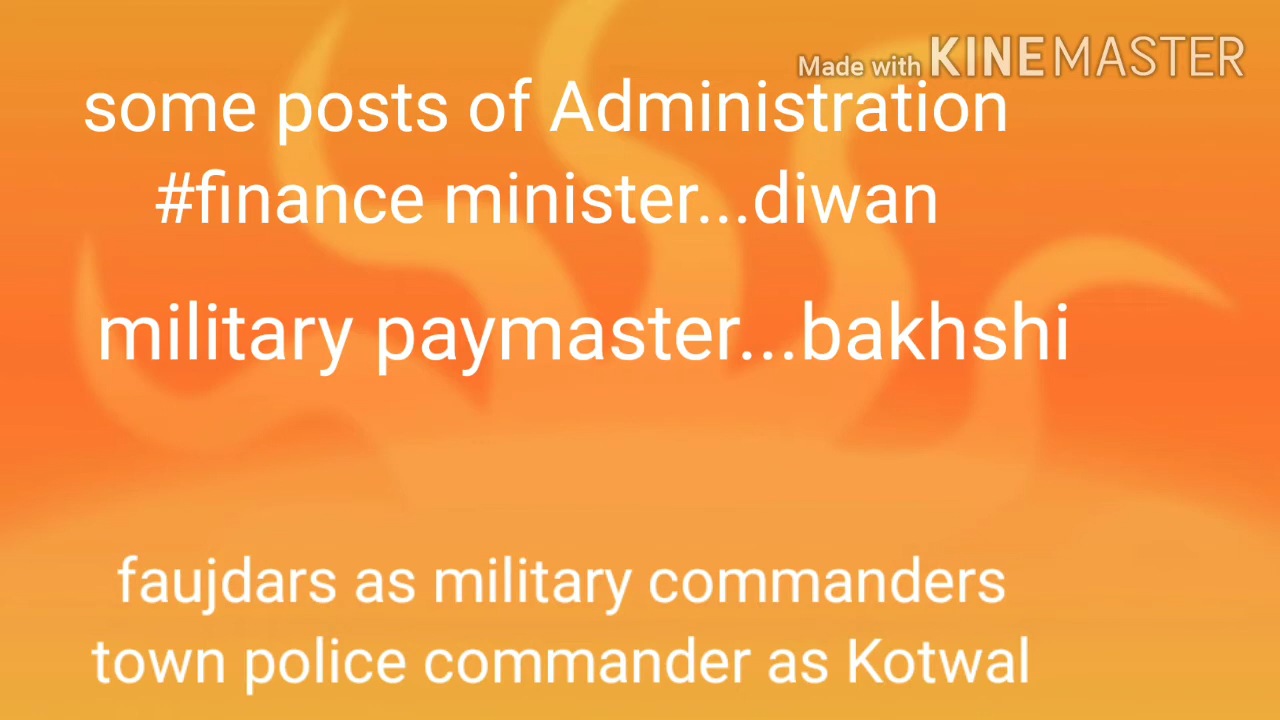 Made with KINEMASTER
some posts of Administration
#finance minister...diwan
military paymaster...bakhshi
faujdars as military commanders
town police commander as Kotwal